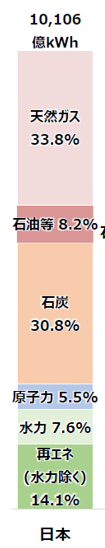 10,106
億kWh
天然ガス
33.8%
石油等 8.2%
石炭
30.8%
原子力 5.5%
水力 7.6%
再エネ
(水力除く)
14.1%
日本